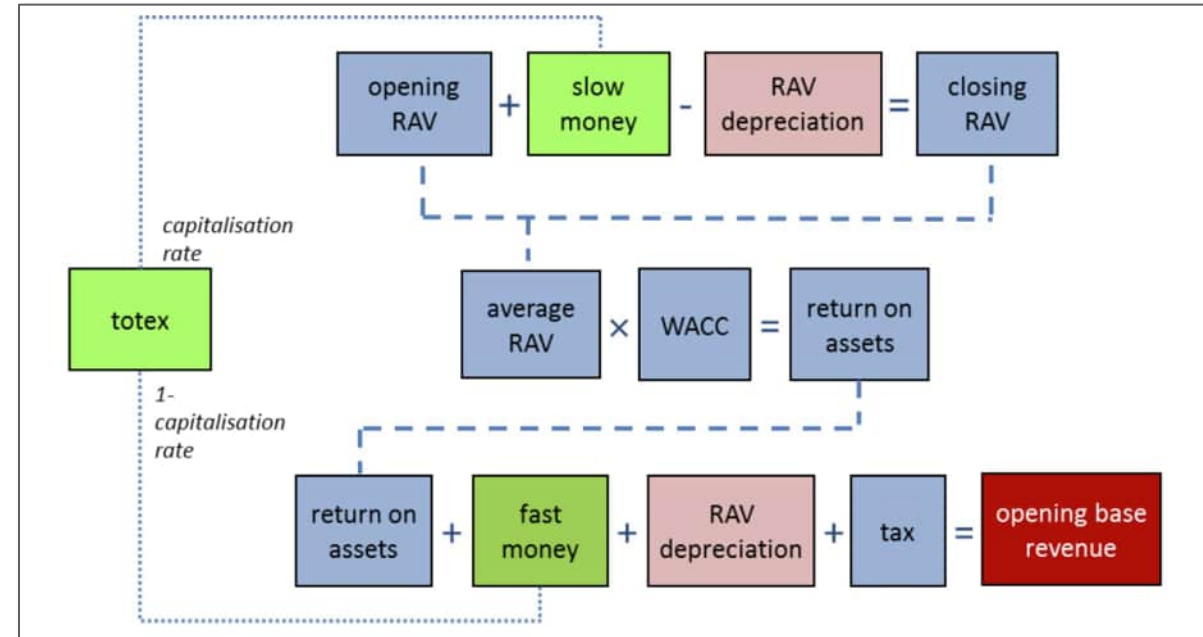 opening RAV + slow money - RAV depreciation = closing RAV
capitalisation
rate
totex
average RAV × WACC = return on assets
1-
capitalisation
rate
return on assets + fast money + RAV depreciation + tax = opening base revenue